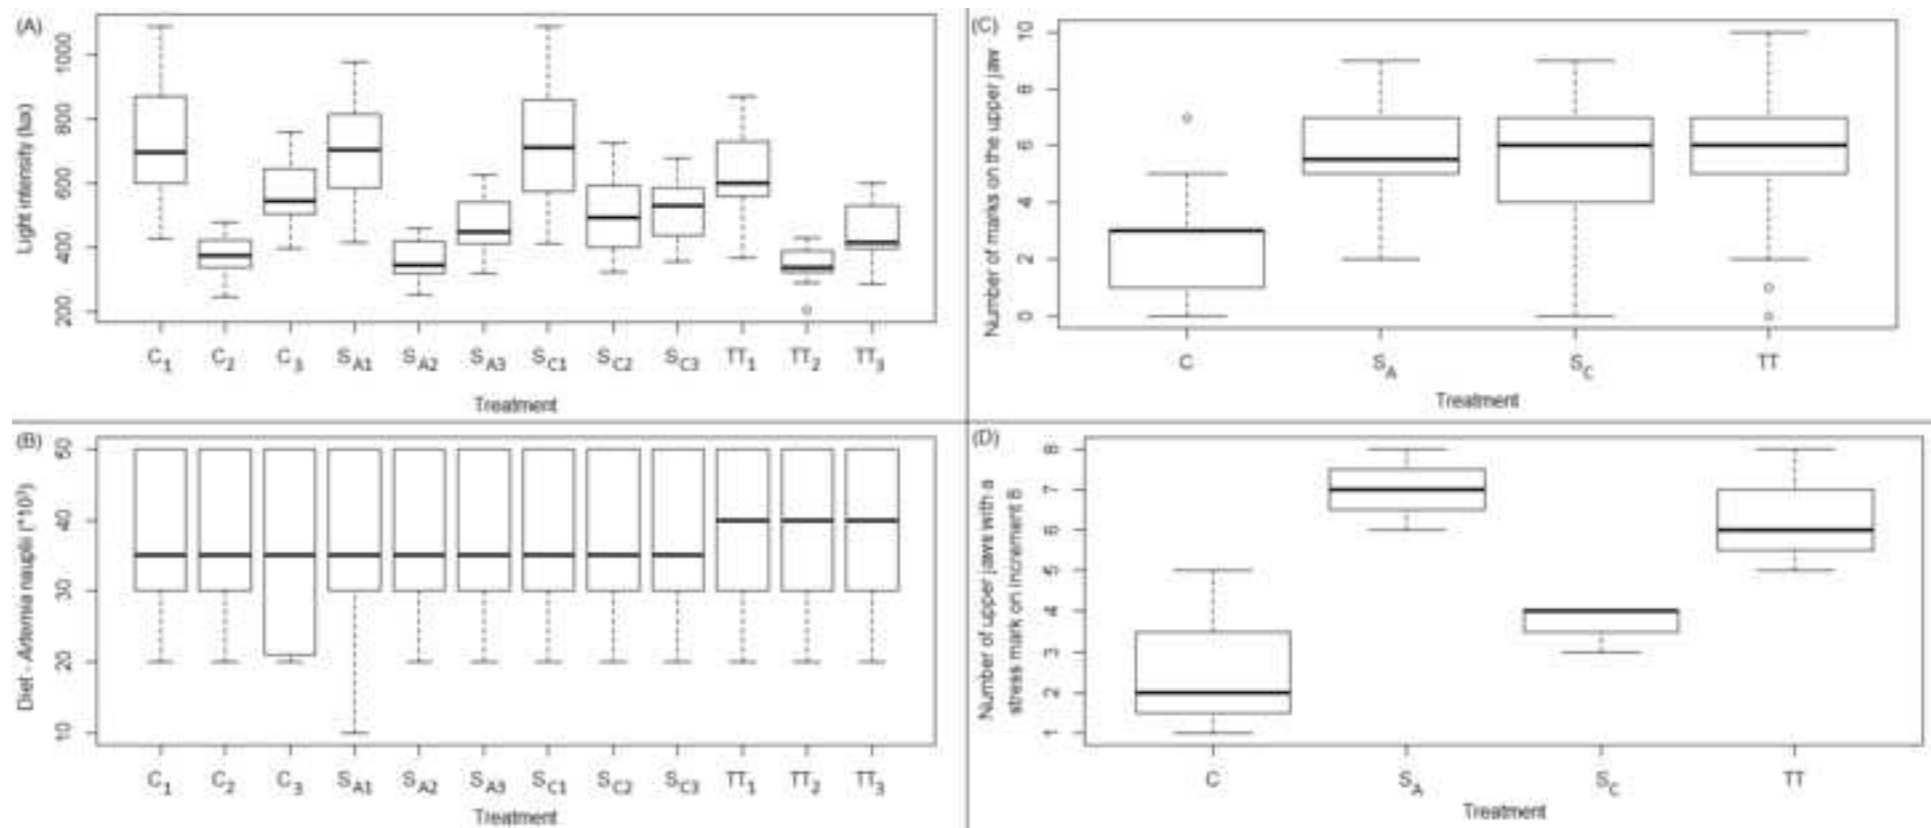 (A)
Light intensity (lux)
1000
800
600
400
200
C1 C2 C3 SA1 SA2 SA3 SC1 SC2 SC3 TT1 TT2 TT3
Treatment
(B)
Diet - Artemia nauplii (*10³)
50
40
30
20
10
C1 C2 C3 SA1 SA2 SA3 SC1 SC2 SC3 TT1 TT2 TT3
Treatment
(C)
Number of marks on the upper jaw
10
8
6
4
2
0
C SA SC TT
Treatment
(D)
Number of upper jaws with a
stress mark on increment 8
8
7
6
5
4
3
2
1
C SA SC TT
Treatment